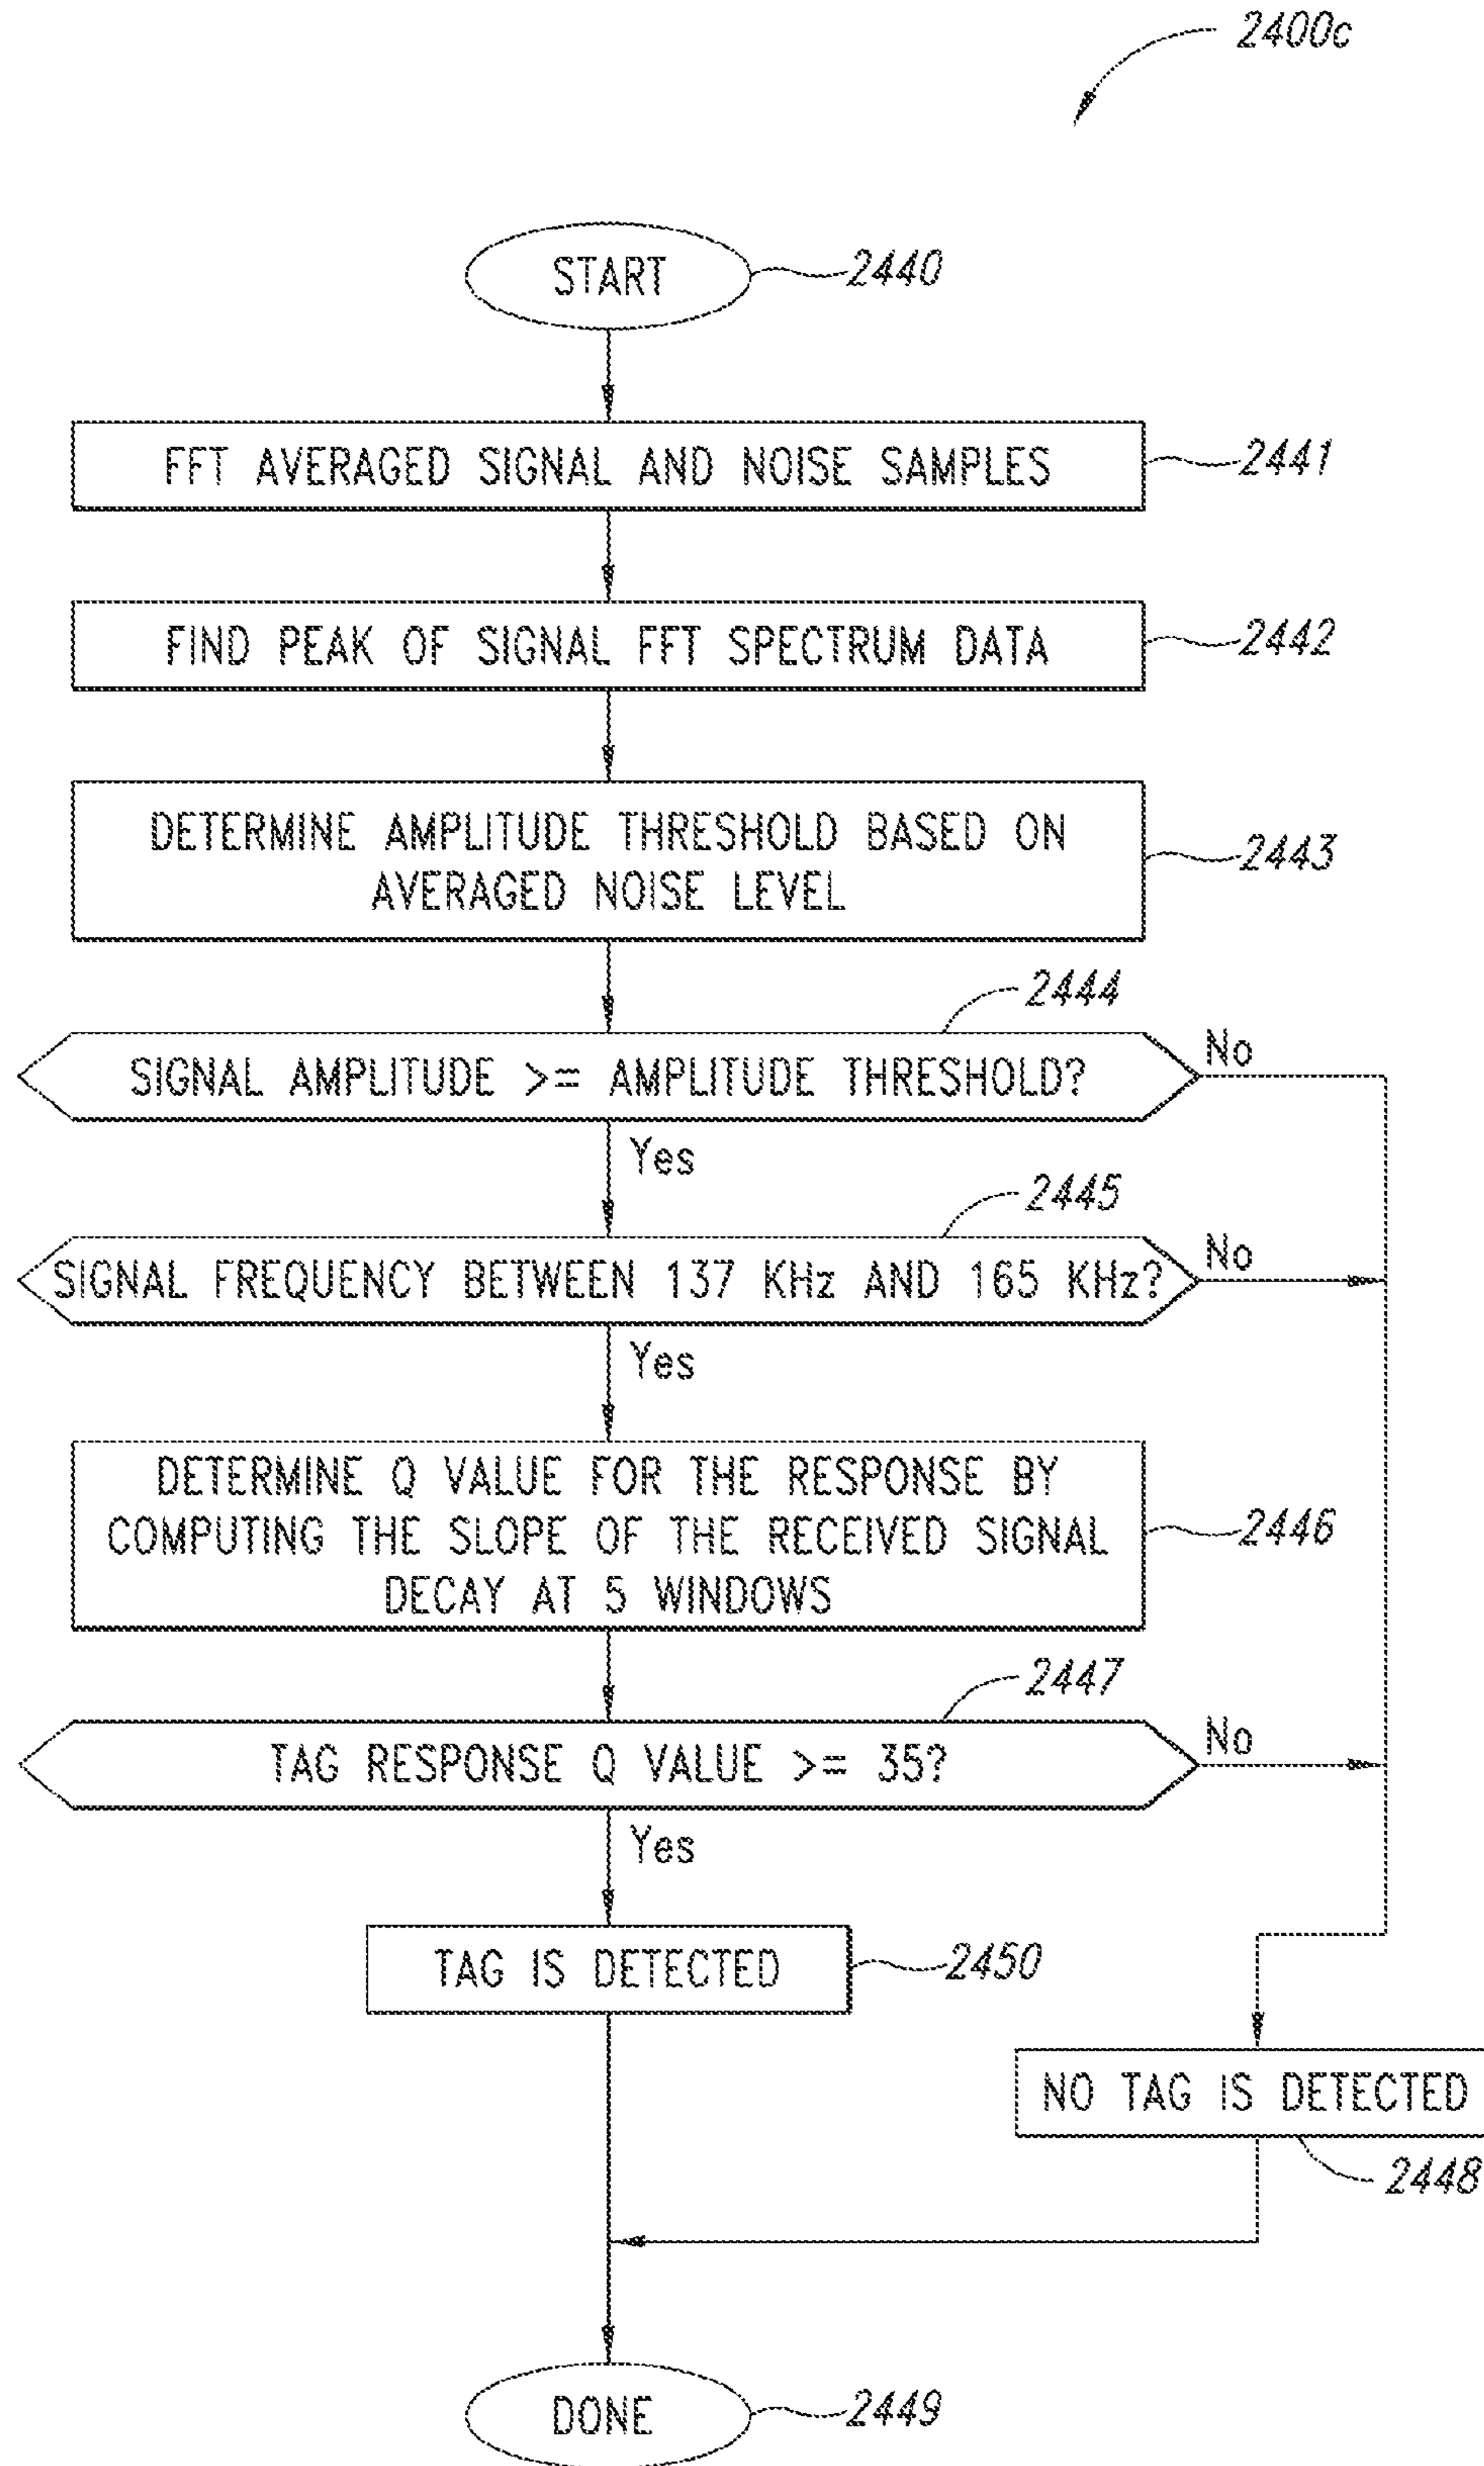 2400c
START
2440
FFT AVERAGED SIGNAL AND NOISE SAMPLES
2441
FIND PEAK OF SIGNAL FFT SPECTRUM DATA
2442
DETERMINE AMPLITUDE THRESHOLD BASED ON
AVERAGED NOISE LEVEL
2443
2444
SIGNAL AMPLITUDE >= AMPLITUDE THRESHOLD?
No
Yes
2445
SIGNAL FREQUENCY BETWEEN 137 KHz AND 165 KHz?
No
Yes
DETERMINE Q VALUE FOR THE RESPONSE BY
COMPUTING THE SLOPE OF THE RECEIVED SIGNAL
DECAY AT 5 WINDOWS
2446
2447
TAG RESPONSE Q VALUE >= 35?
No
Yes
TAG IS DETECTED
2450
NO TAG IS DETECTED
2448
DONE
2449